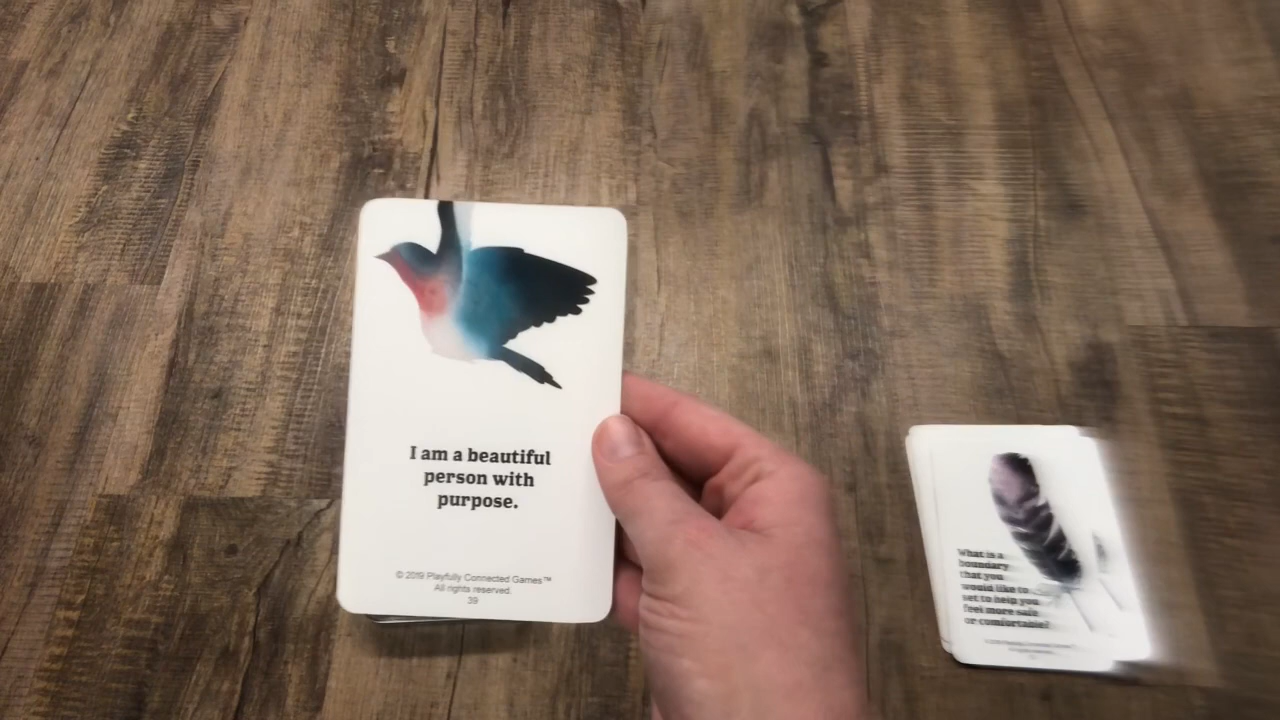 I am a beautiful
person with
purpose.
© 2019 Playfully Connected Games™
All rights reserved.
39
What is a
boundary
that you
would like to
set to help you
feel more safe
or comfortable?